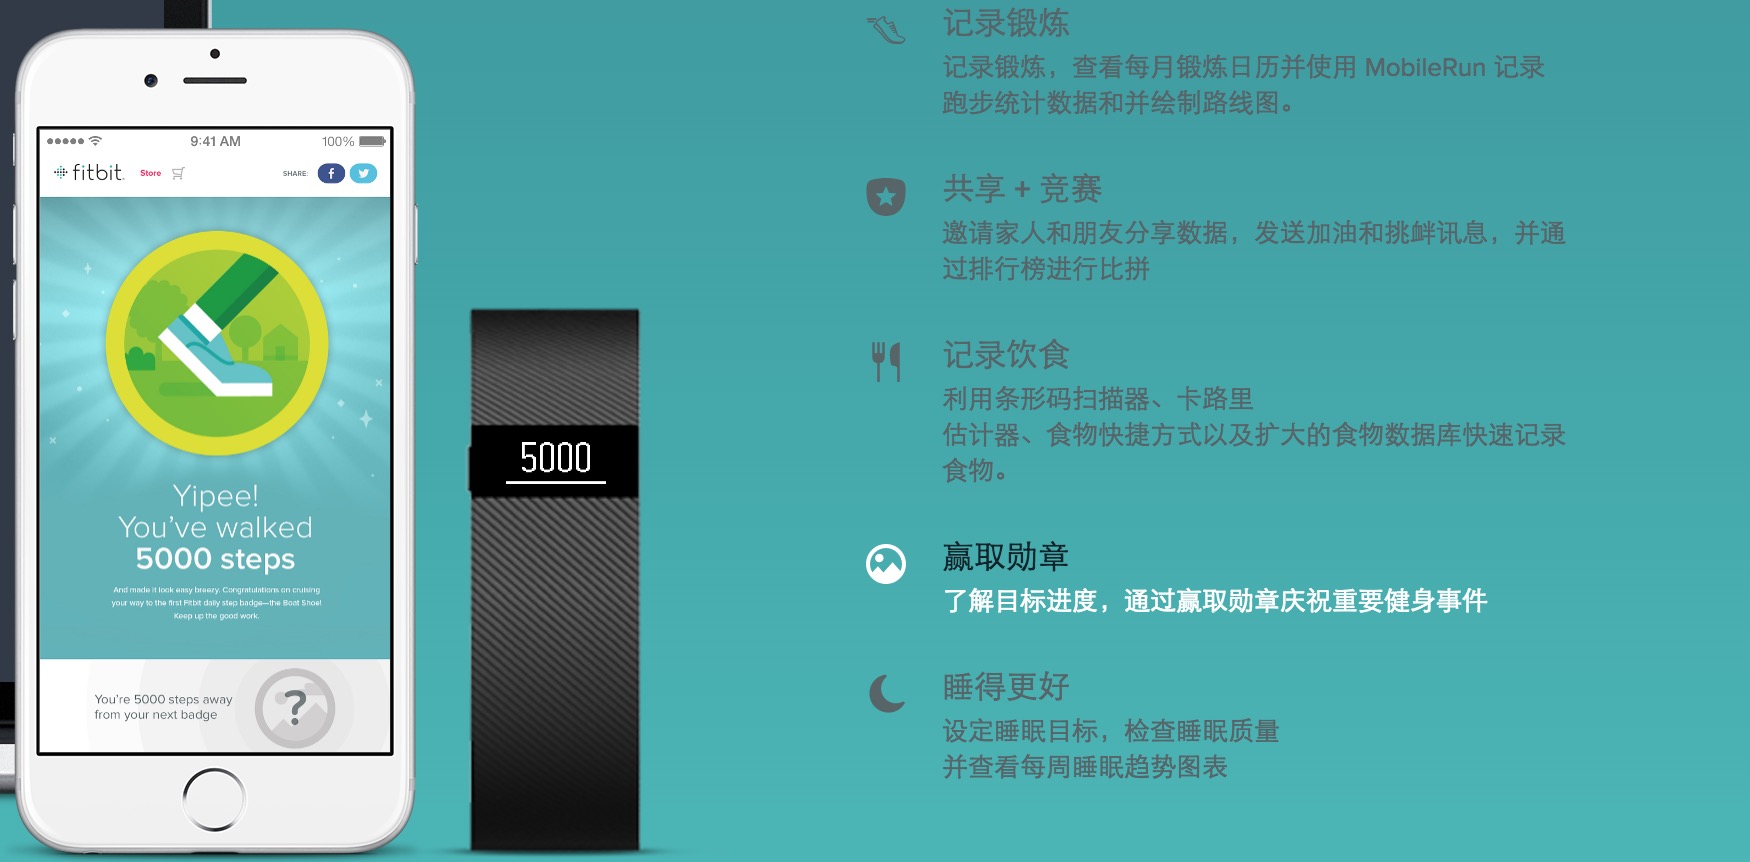 9:41 AM
100%
fitbit
Store
SHARE:
Yipee!
You've walked
5000 steps
And made it look easy breezy. Congratulations on cruising
your way to the first Fitbit daily step badge—the Boat Shoe!
Keep up the good work.
You're 5000 steps away
from your next badge
?
5000
记录锻炼
记录锻炼，查看每月锻炼日历并使用 MobileRun 记录
跑步统计数据和并绘制路线图。
共享 + 竞赛
邀请家人和朋友分享数据，发送加油和挑衅讯息，并通
过排行榜进行比拼
记录饮食
利用条形码扫描器、卡路里
估计器、食物快捷方式以及扩大的食物数据库快速记录
食物。
赢取勋章
了解目标进度，通过赢取勋章庆祝重要健身事件
睡得更好
设定睡眠目标，检查睡眠质量
并查看每周睡眠趋势图表